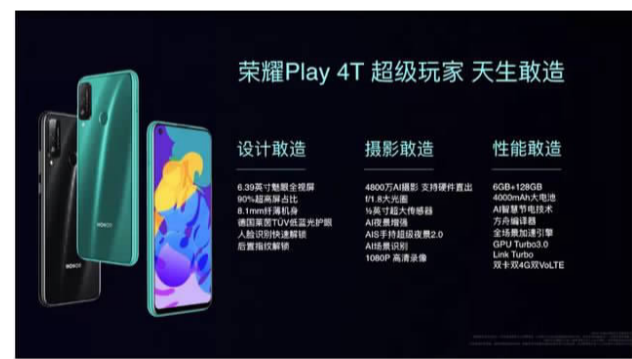 荣耀Play 4T 超级玩家 天生敢造
设计敢造
6.39英寸魅眼全视屏
90%超高屏占比
8.1mm纤薄机身
德国莱茵TÜV低蓝光护眼
人脸识别快速解锁
后置指纹解锁
摄影敢造
4800万AI摄影 支持硬件直出
f/1.8大光圈
½英寸超大传感器
AI夜景增强
AIS手持超级夜景2.0
AI场景识别
1080P 高清录像
性能敢造
6GB+128GB
4000mAh大电池
AI智慧节电技术
方舟编译器
全场景加速引擎
GPU Turbo3.0
Link Turbo
双卡双4G双VoLTE
HONOR
HONOR